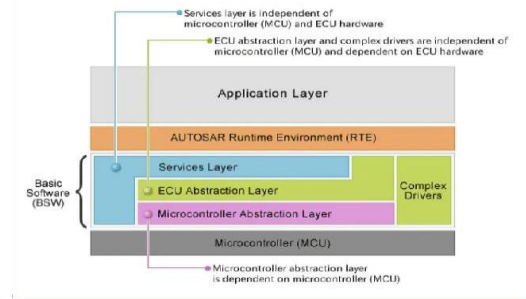 Services layer is independent of
microcontroller (MCU) and ECU hardware
ECU abstraction layer and complex drivers are independent of
microcontroller (MCU) and dependent on ECU hardware
Application Layer
AUTOSAR Runtime Environment (RTE)
Basic
Software
(BSW)
Services Layer
ECU Abstraction Layer
Microcontroller Abstraction Layer
Complex
Drivers
Microcontroller (MCU)
Microcontroller abstraction layer
is dependent on microcontroller (MCU)